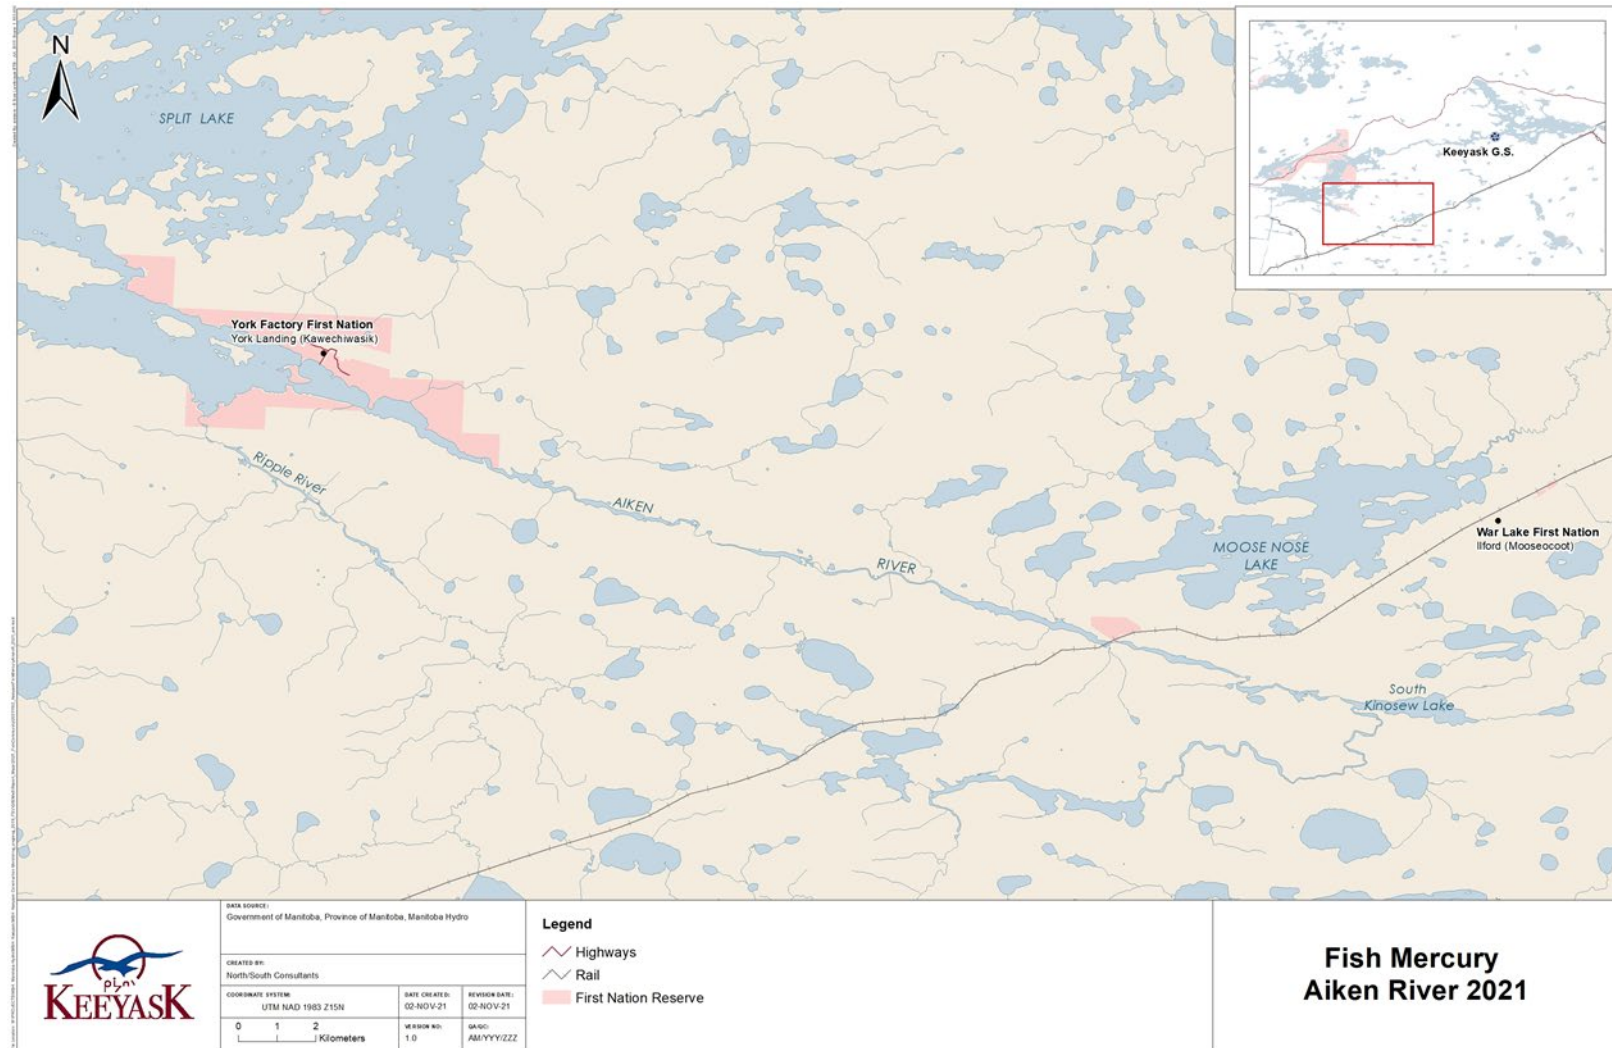 N
SPLIT LAKE
Keeyask G.S.
York Factory First Nation
York Landing (Kawechiwasik)
Ripple River
AIKEN
RIVER
MOOSE NOSE
LAKE
War Lake First Nation
Ilford (Mooseocoot)
South
Kinosew Lake
ᑭᔭᐢᐠ
KEEYASK
DATA SOURCE:
Government of Manitoba, Province of Manitoba, Manitoba Hydro
CREATED BY:
North/South Consultants
COORDINATE SYSTEM:
UTM NAD 1983 Z15N
DATE CREATED:
02-NOV-21
REVISION DATE:
02-NOV-21
0 1 2
Kilometers
VERSION NO:
1.0
QA/QC:
AM/YYY/ZZZ
Legend
Highways
Rail
First Nation Reserve
Fish Mercury
Aiken River 2021